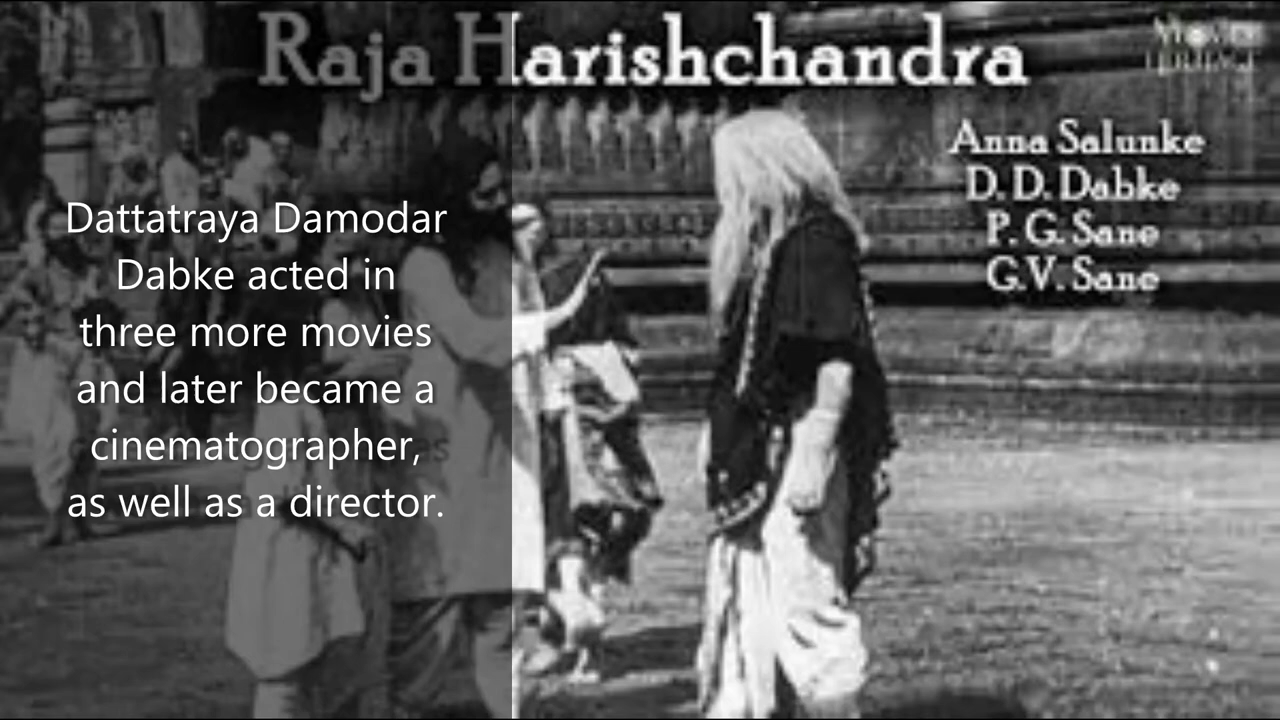 Raja Harishchandra
Anna Salunke
D. D. Dabke
P. G. Sane
G.V. Sane
Dattatraya Damodar
Dabke acted in
three more movies
and later became a
cinematographer,
as well as a director.